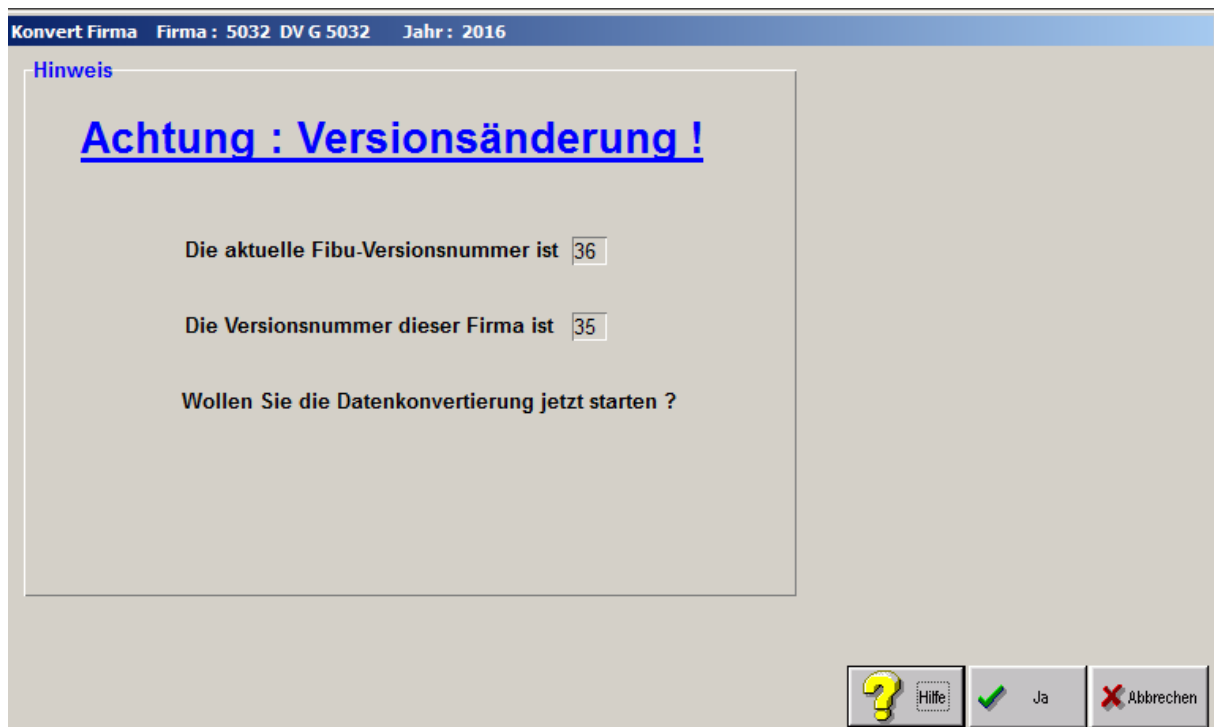 Konvert Firma Firma : 5032 DV G 5032 Jahr : 2016
Hinweis
Achtung : Versionsänderung !
Die aktuelle Fibu-Versionsnummer ist 36
Die Versionsnummer dieser Firma ist 35
Wollen Sie die Datenkonvertierung jetzt starten ?
Hilfe Ja Abbrechen